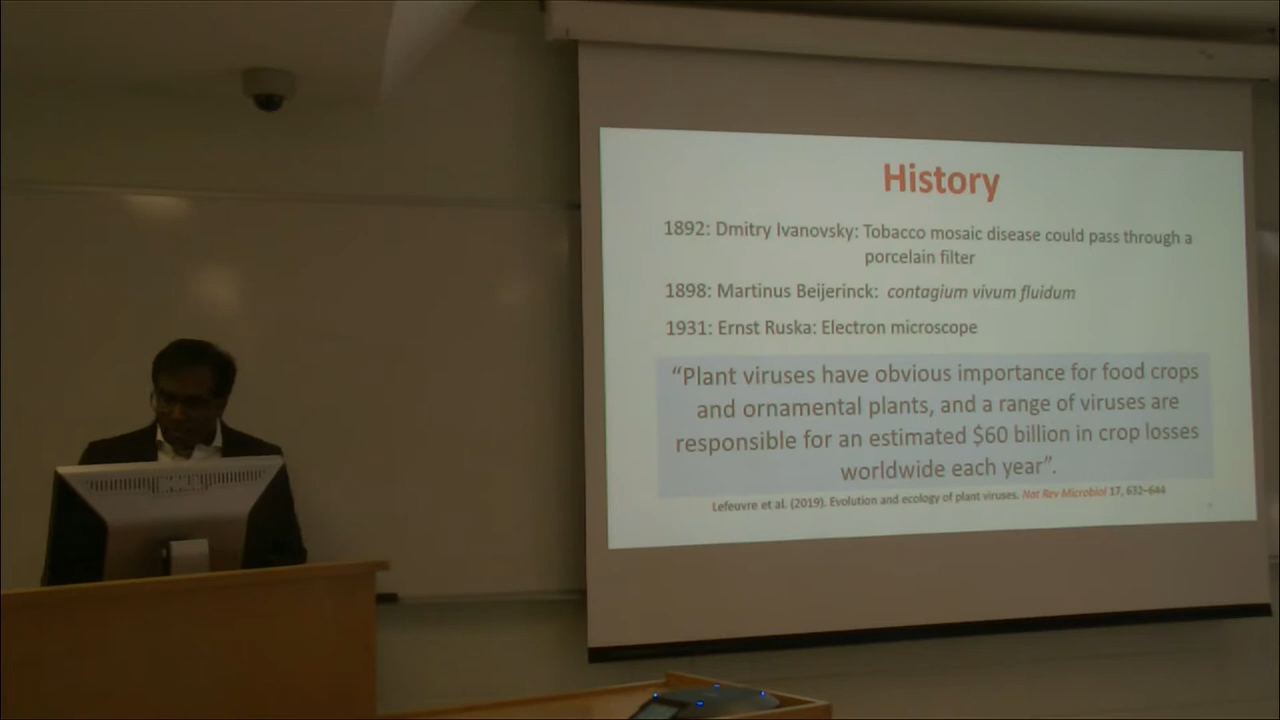 History
1892: Dmitry Ivanovsky: Tobacco mosaic disease could pass through a
porcelain filter
1898: Martinus Beijerinck: contagium vivum fluidum
1931: Ernst Ruska: Electron microscope
“Plant viruses have obvious importance for food crops
and ornamental plants, and a range of viruses are
responsible for an estimated $60 billion in crop losses
worldwide each year”.
Lefeuvre et al. (2019). Evolution and ecology of plant viruses. Nat Rev Microbiol 17, 632–644